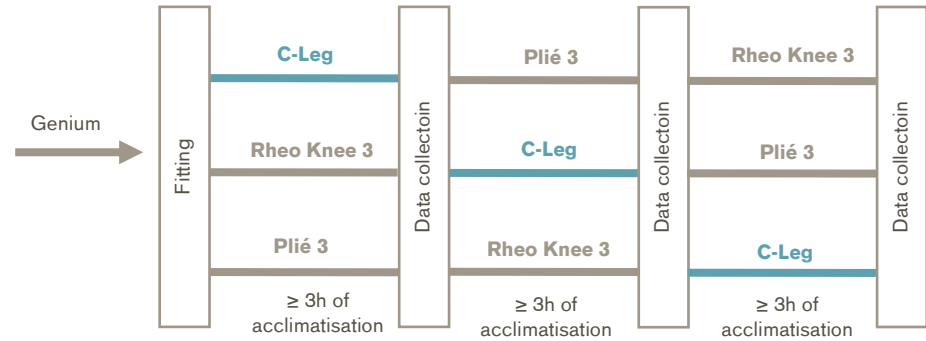 C-Leg
Plié 3
Rheo Knee 3
Genium
Fitting
Rheo Knee 3
Data collectoin
C-Leg
Data collectoin
Plié 3
Data collectoin
Plié 3
Rheo Knee 3
C-Leg
≥ 3h of
acclimatisation
≥ 3h of
acclimatisation
≥ 3h of
acclimatisation